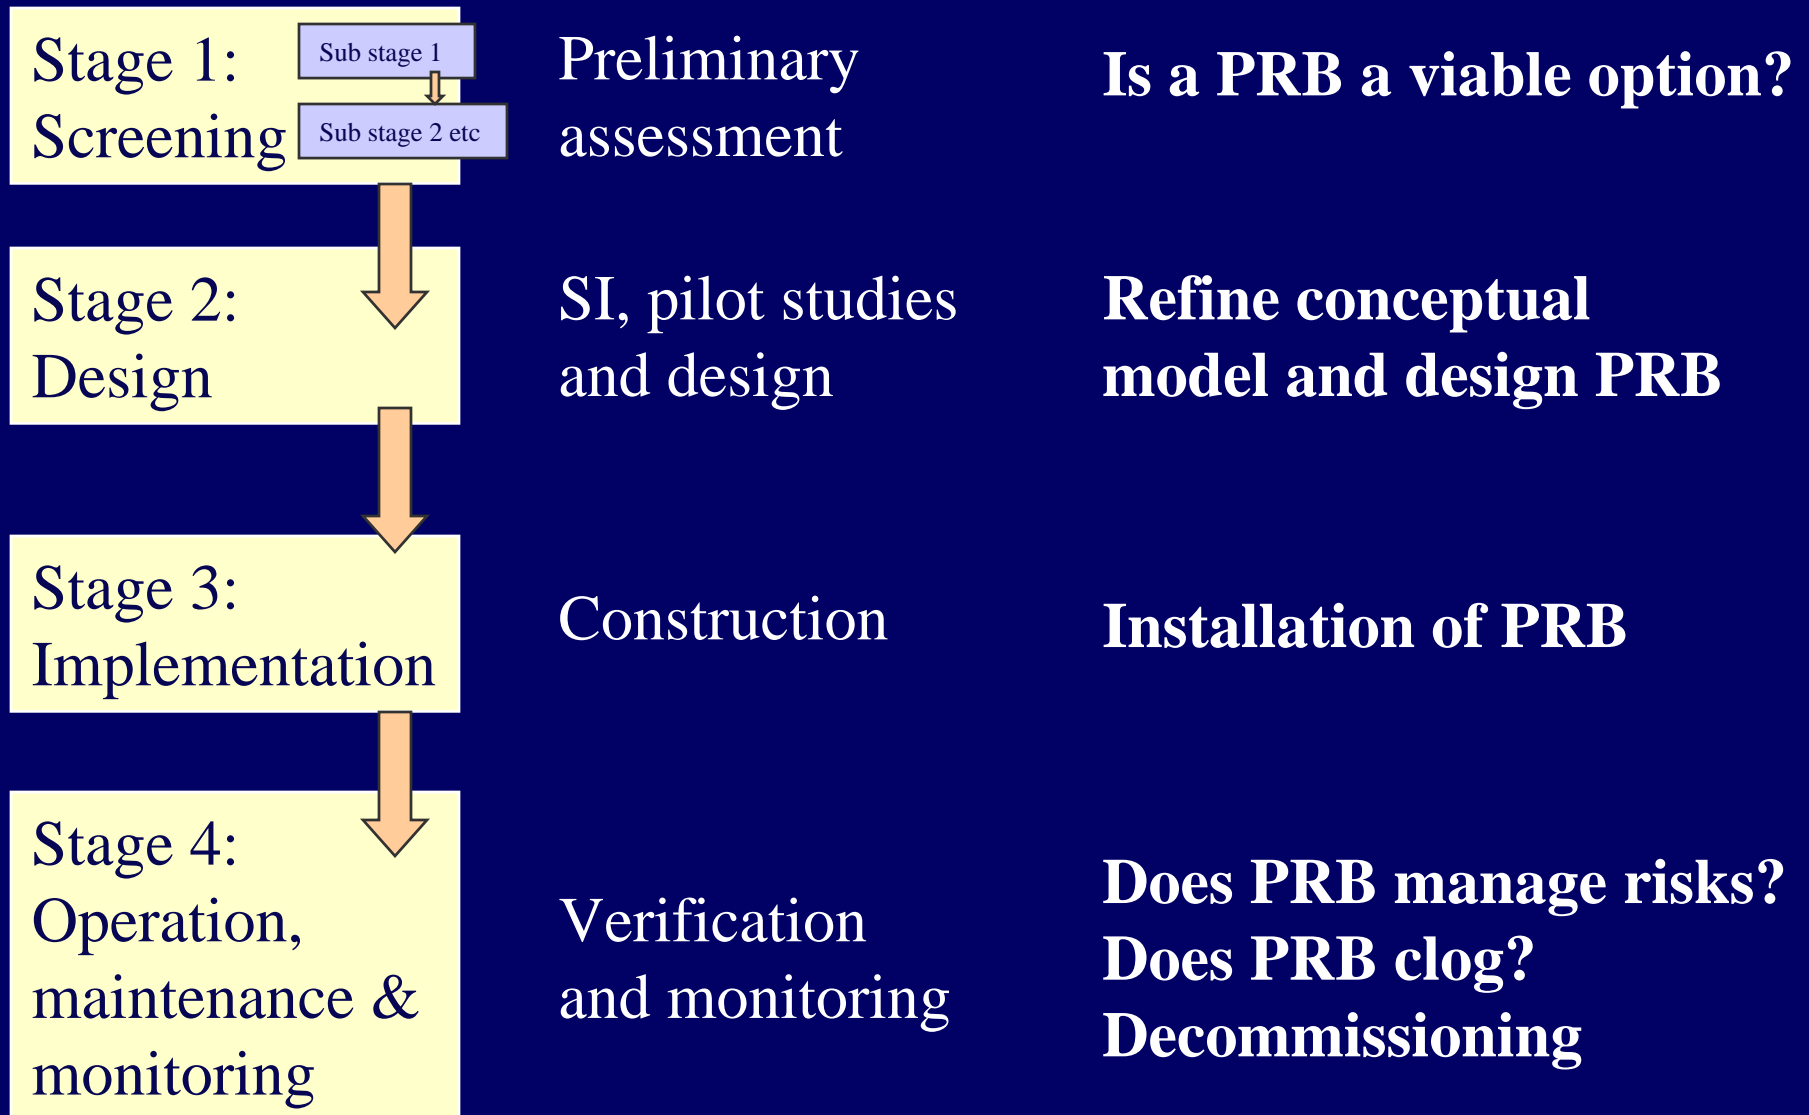 Stage 1:
Screening
Sub stage 1
Sub stage 2 etc
Preliminary
assessment
Is a PRB a viable option?
Stage 2:
Design
SI, pilot studies
and design
Refine conceptual
model and design PRB
Stage 3:
Implementation
Construction
Installation of PRB
Stage 4:
Operation,
maintenance &
monitoring
Verification
and monitoring
Does PRB manage risks?
Does PRB clog?
Decommissioning